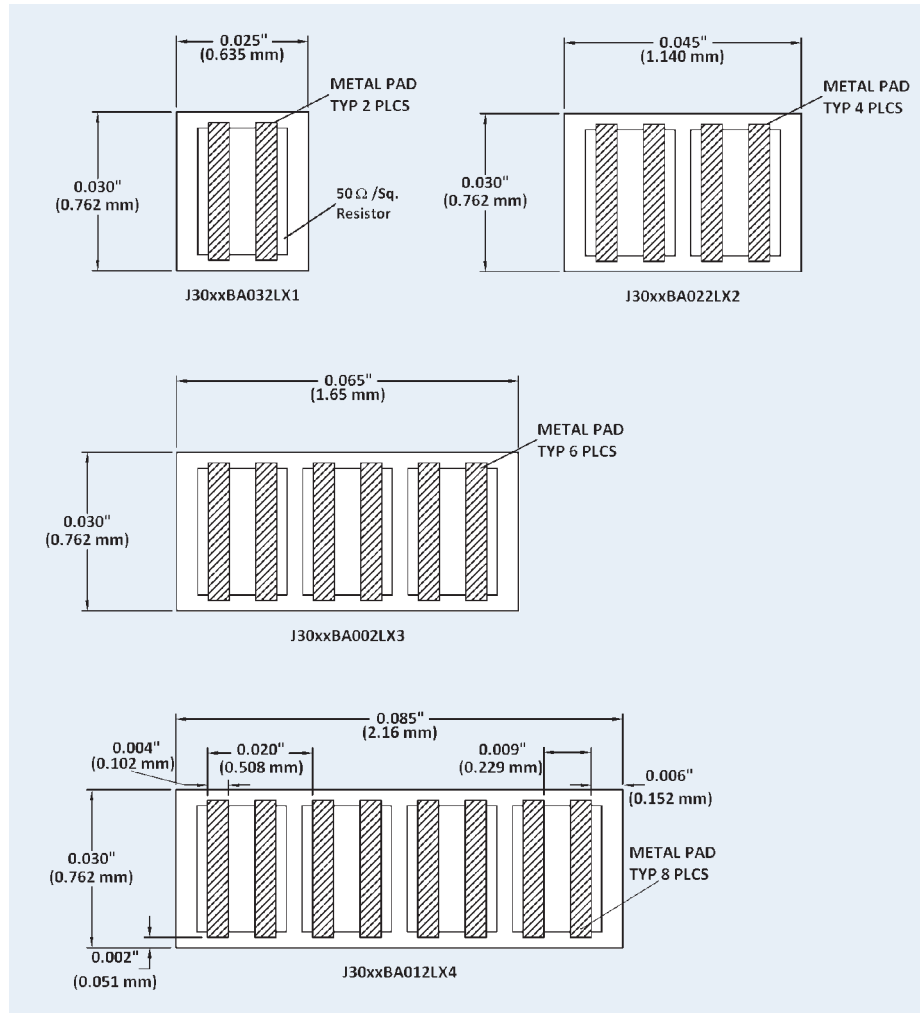 0.025"
(0.635 mm)
METAL PAD
TYP 2 PLCS
0.030"
(0.762 mm)
50 Ω /Sq.
Resistor
J30xxBA032LX1
0.045"
(1.140 mm)
METAL PAD
TYP 4 PLCS
0.030"
(0.762 mm)
J30xxBA022LX2
0.065"
(1.65 mm)
METAL PAD
TYP 6 PLCS
0.030"
(0.762 mm)
J30xxBA002LX3
0.085"
(2.16 mm)
0.004"
(0.102 mm)
0.020"
(0.508 mm)
0.009"
(0.229 mm)
0.006"
(0.152 mm)
0.030"
(0.762 mm)
METAL PAD
TYP 8 PLCS
0.002"
(0.051 mm)
J30xxBA012LX4